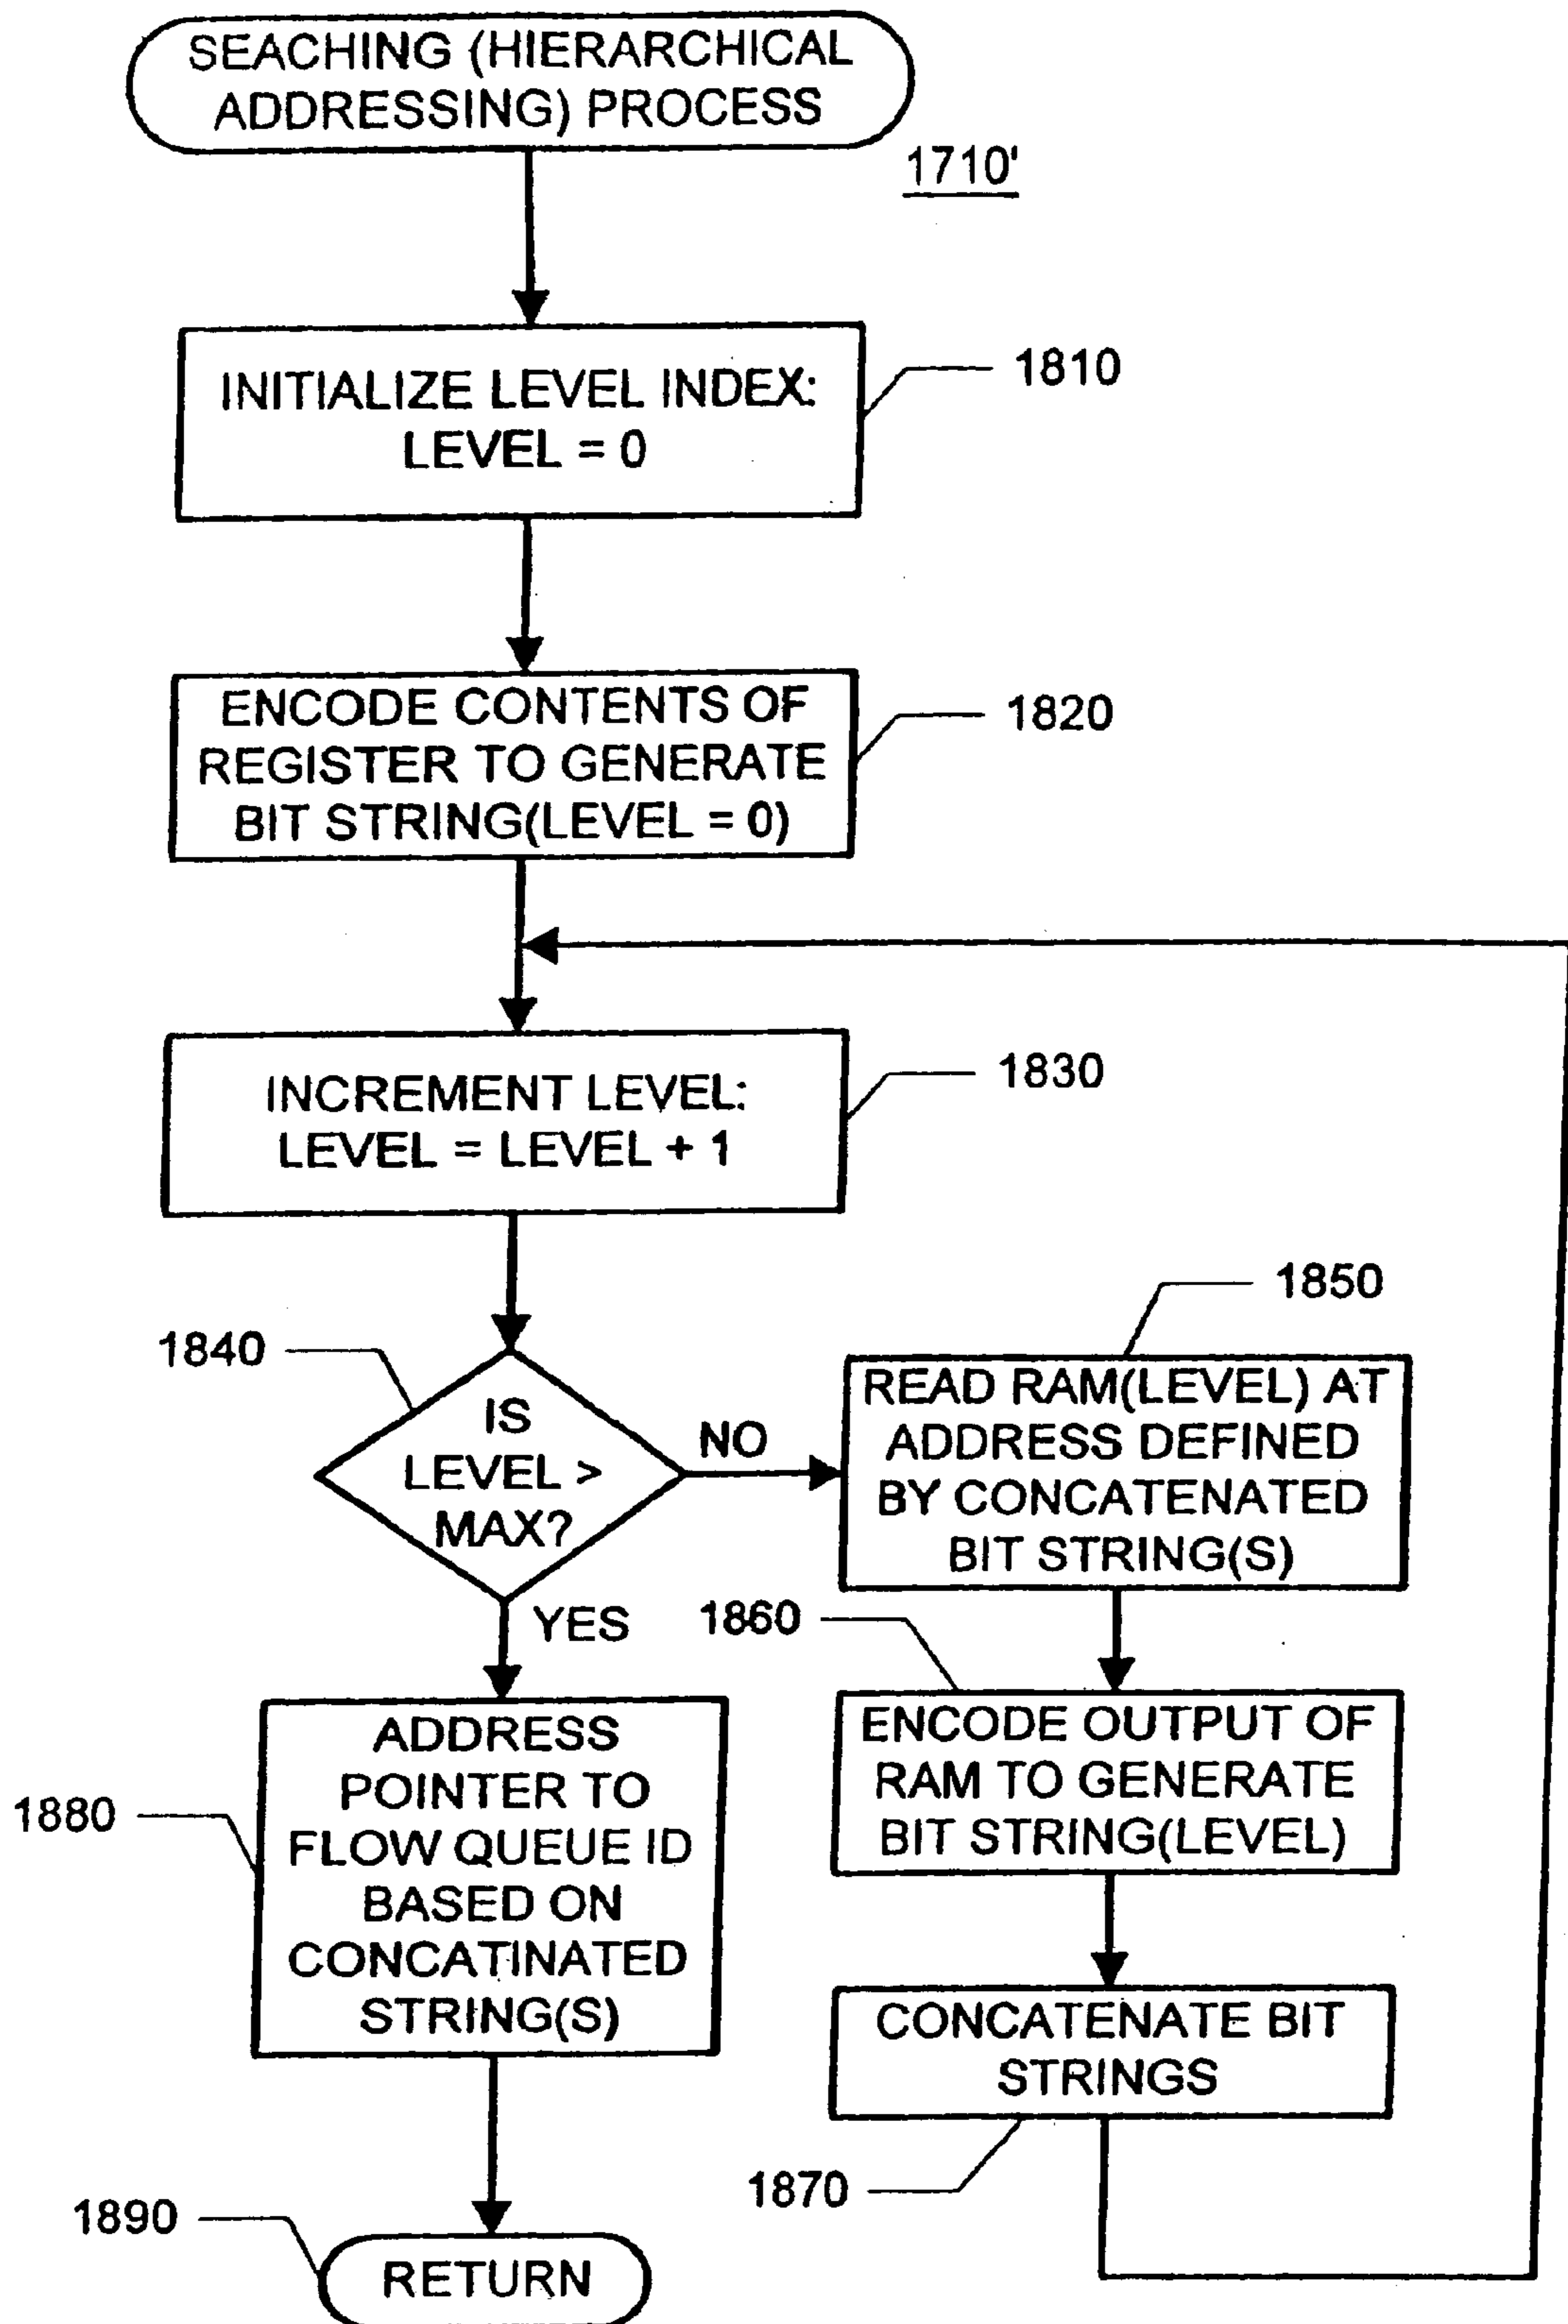 SEACHING (HIERARCHICAL
ADDRESSING) PROCESS
1710'
INITIALIZE LEVEL INDEX:
LEVEL = 0
1810
ENCODE CONTENTS OF
REGISTER TO GENERATE
BIT STRING(LEVEL = 0)
1820
INCREMENT LEVEL:
LEVEL = LEVEL + 1
1830
1840
IS
LEVEL >
MAX?
NO
YES
1850
READ RAM(LEVEL) AT
ADDRESS DEFINED
BY CONCATENATED
BIT STRING(S)
1860
ENCODE OUTPUT OF
RAM TO GENERATE
BIT STRING(LEVEL)
CONCATENATE BIT
STRINGS
1870
1880
ADDRESS
POINTER TO
FLOW QUEUE ID
BASED ON
CONCATINATED
STRING(S)
1890
RETURN